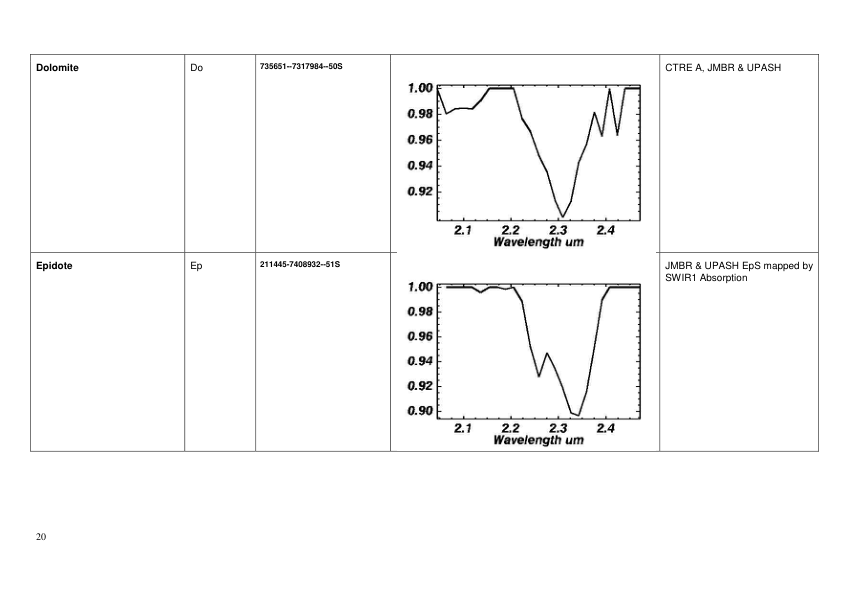 Dolomite
Do
735651--7317984--50S
CTRE A, JMBR & UPASH
1.00
0.98
0.96
0.94
0.92
2.1 2.2 2.3 2.4
Wavelength um
Epidote
Ep
211445-7408932--51S
JMBR & UPASH EpS mapped by
SWIR1 Absorption
1.00
0.98
0.96
0.94
0.92
0.90
2.1 2.2 2.3 2.4
Wavelength um
20